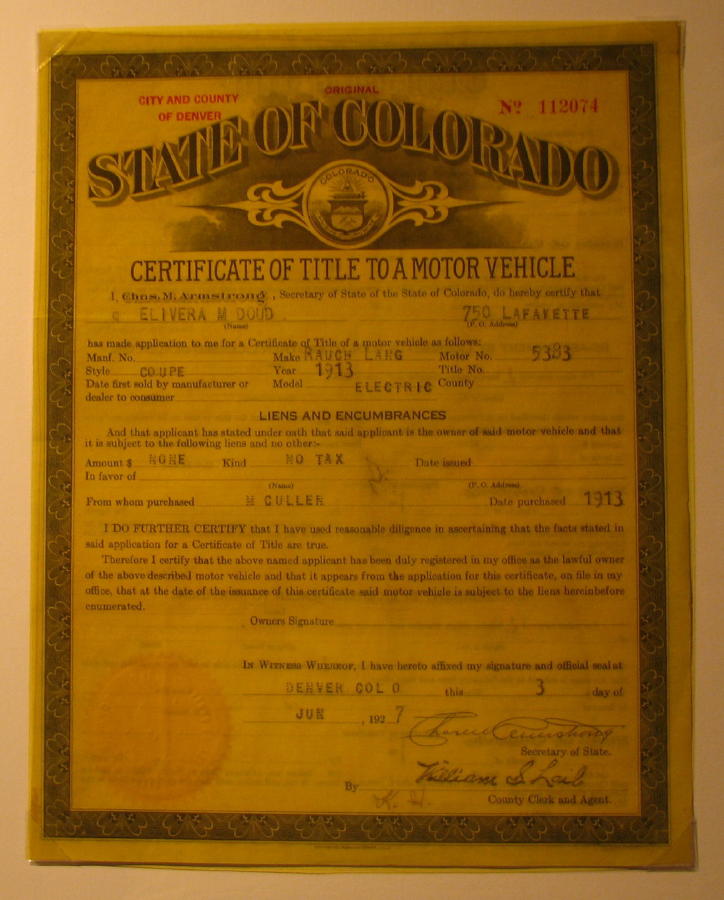 ORIGINAL
CITY AND COUNTY
OF DENVER
Nº 112074
STATE OF COLORADO
COLORADO
CERTIFICATE OF TITLE TO A MOTOR VEHICLE
I, Chas. M. Armstrong, Secretary of State of the State of Colorado, do hereby certify that
ELIVERA M DOUD 750 LAFAYETTE
(Name) (P. O. Address)
has made application to me for a Certificate of Title of a motor vehicle as follows:
Manf. No. Make RAUCH LANG Motor No. 5383
Style COUPE Year 1913 Title No.
Date first sold by manufacturer or Model ELECTRIC County
dealer to consumer
LIENS AND ENCUMBRANCES
And that applicant has stated under oath that said applicant is the owner of said motor vehicle and that
it is subject to the following liens and no other:-
Amount $ NONE Kind NO TAX Date issued
In favor of
(Name) (P. O. Address)
From whom purchased M CULLER Date purchased 1913
I DO FURTHER CERTIFY that I have used reasonable diligence in ascertaining that the facts stated in
said application for a Certificate of Title are true.
Therefore I certify that the above named applicant has been duly registered in my office as the lawful owner
of the above described motor vehicle and that it appears from the application for this certificate, on file in my
office, that at the date of the issuance of this certificate said motor vehicle is subject to the liens hereinbefore
enumerated.
Owners Signature
In Witness Whereof, I have hereto affixed my signature and official seal at
DENVER COLO this 3 day of
JUN , 192 7
Charles Armstrong
Secretary of State.
William S Lail
By K. H.
County Clerk and Agent.